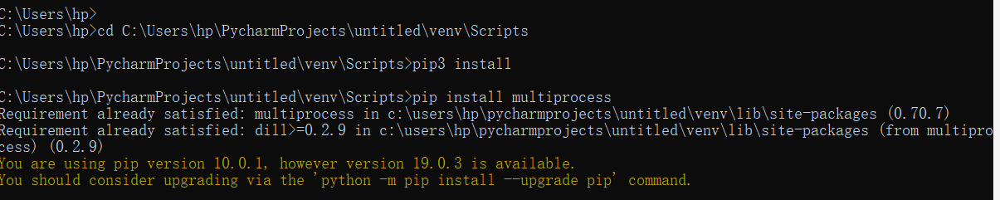 C:\Users\hp>
C:\Users\hp>cd C:\Users\hp\PycharmProjects\untitled\venv\Scripts
C:\Users\hp\PycharmProjects\untitled\venv\Scripts>pip3 install
C:\Users\hp\PycharmProjects\untitled\venv\Scripts>pip install multiprocess
Requirement already satisfied: multiprocess in c:\users\hp\pycharmprojects\untitled\venv\lib\site-packages (0.70.7)
Requirement already satisfied: dill>=0.2.9 in c:\users\hp\pycharmprojects\untitled\venv\lib\site-packages (from multipro
cess) (0.2.9)
You are using pip version 10.0.1, however version 19.0.3 is available.
You should consider upgrading via the 'python -m pip install --upgrade pip' command.